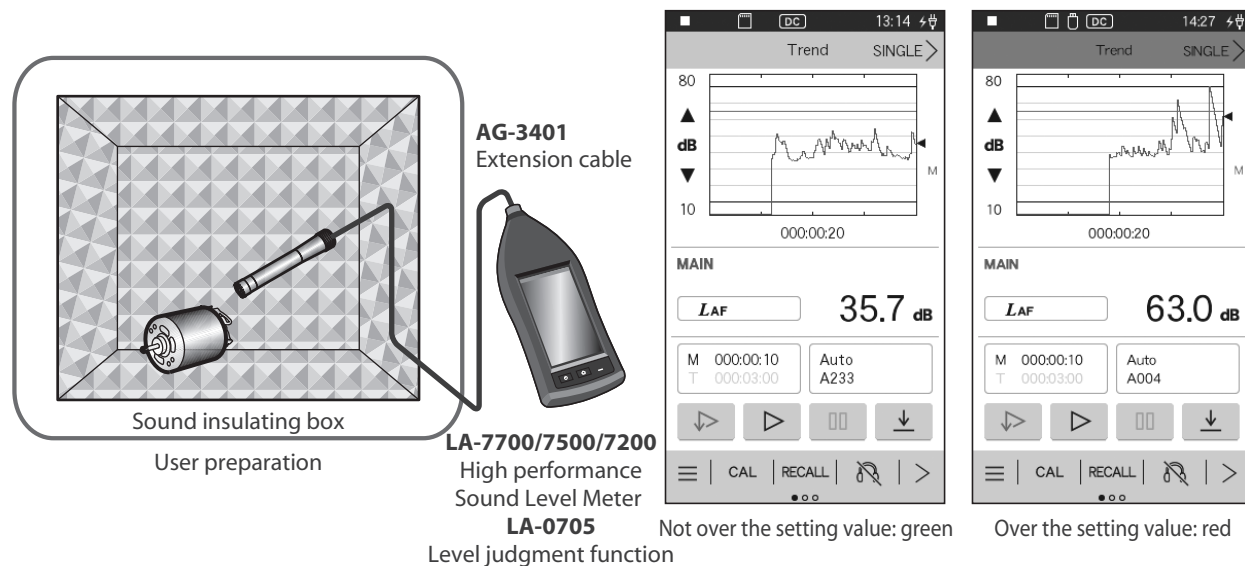 AG-3401
Extension cable
Sound insulating box
User preparation
LA-7700/7500/7200
High performance
Sound Level Meter
LA-0705
Level judgment function
DC 13:14
Trend SINGLE
80
dB
M
10
000:00:20
MAIN
LAF 35.7 dB
M 000:00:10 Auto
T 000:03:00 A233
CAL RECALL
Not over the setting value: green
DC 14:27
Trend SINGLE
80
dB
M
10
000:00:20
MAIN
LAF 63.0 dB
M 000:00:10 Auto
T 000:03:00 A004
CAL RECALL
Over the setting value: red